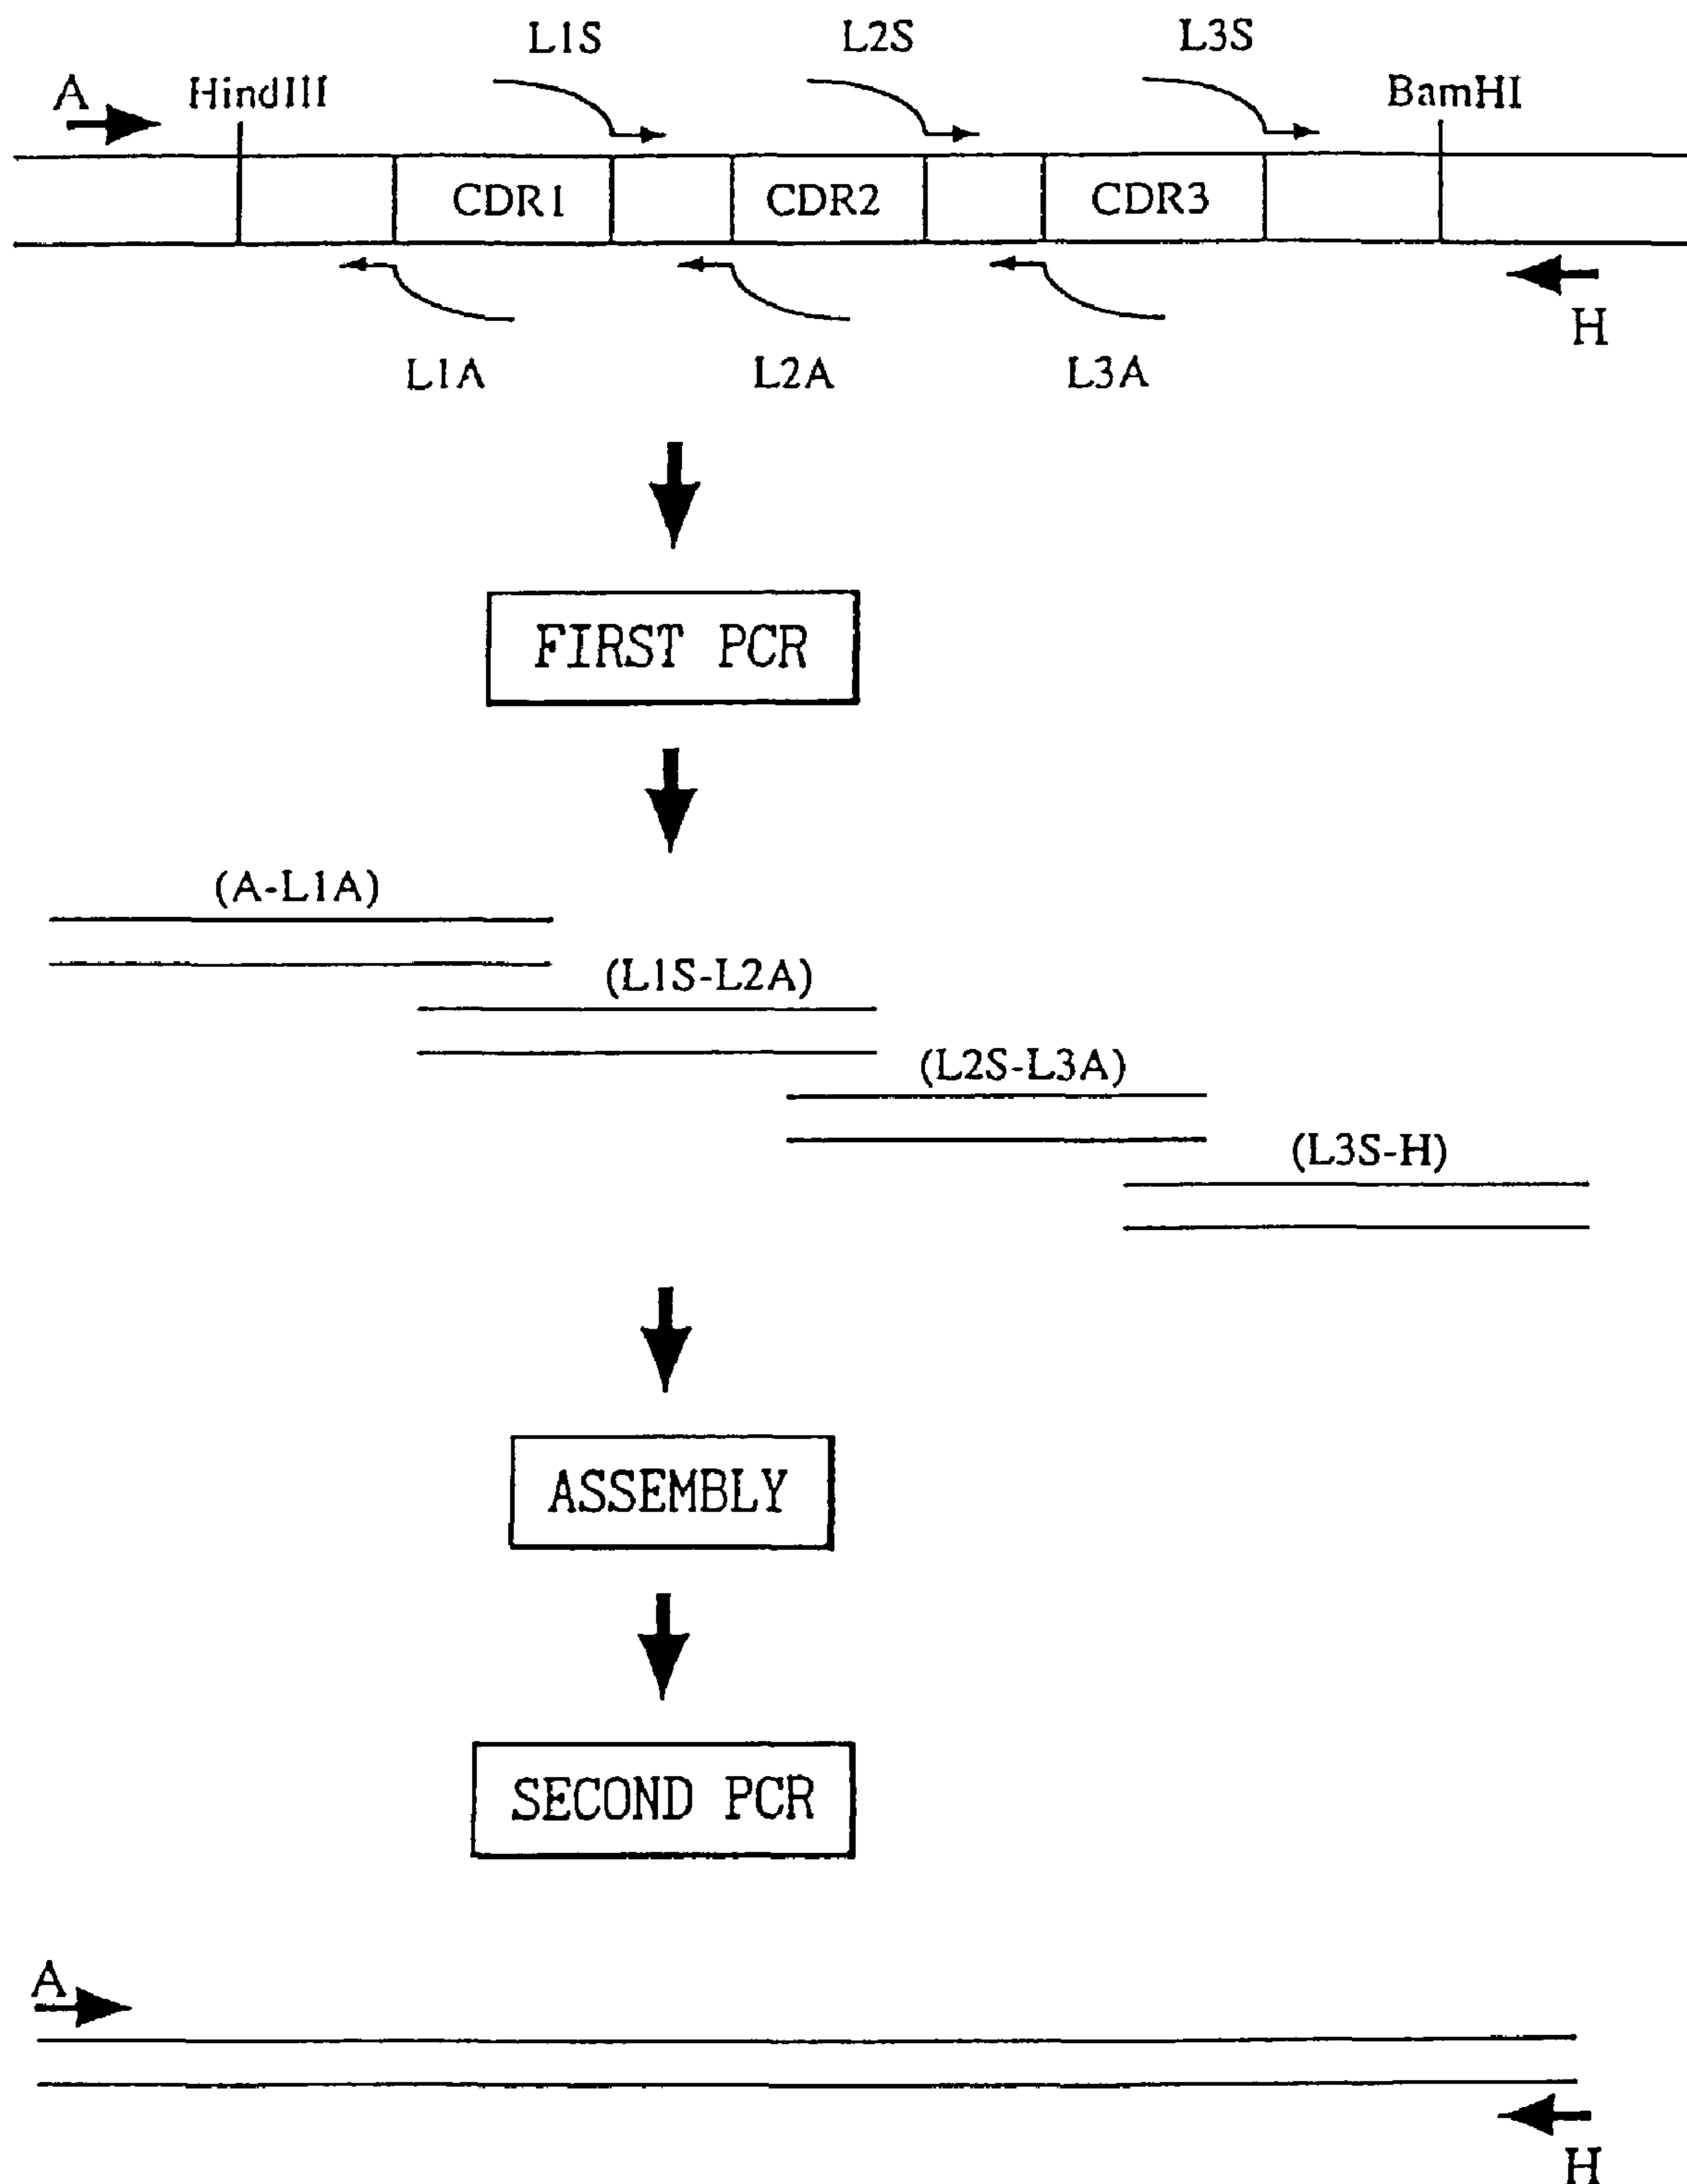 L1S
L2S
L3S
A
HindIII
BamHI
CDR1
CDR2
CDR3
H
L1A
L2A
L3A
FIRST PCR
(A-L1A)
(L1S-L2A)
(L2S-L3A)
(L3S-H)
ASSEMBLY
SECOND PCR
A
H